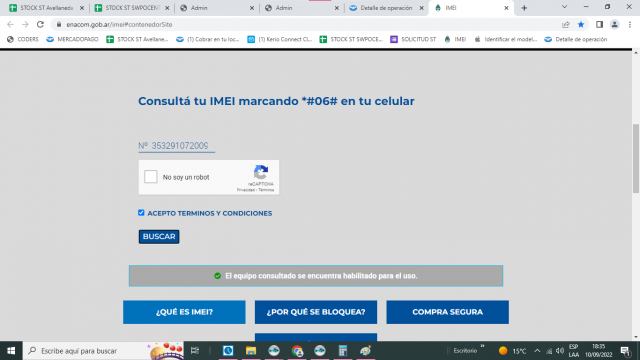 STOCK ST Avellaned
STOCK ST SWPOCENT
Admin
Admin
Detalle de operación
IMEI
enacom.gob.ar/imei#contenedorSite
CODERS
MERCADOPAGO
STOCK ST Avellane...
(1) Cobrar en tu loc...
(1) Kerio Connect Cl...
STOCK ST SWPOCE...
SOLICITUD ST
IMEI
Identificar el model...
Detalle de operación
Consultá tu IMEI marcando *#06# en tu celular
Nº 353291072009
No soy un robot
reCAPTCHA
Privacidad - Términos
ACEPTO TERMINOS Y CONDICIONES
BUSCAR
El equipo consultado se encuentra habilitado para el uso.
¿QUÉ ES IMEI?
¿POR QUÉ SE BLOQUEA?
COMPRA SEGURA
Escribe aquí para buscar
Escritorio
15°C
ESP
LAA
18:35
10/09/2022